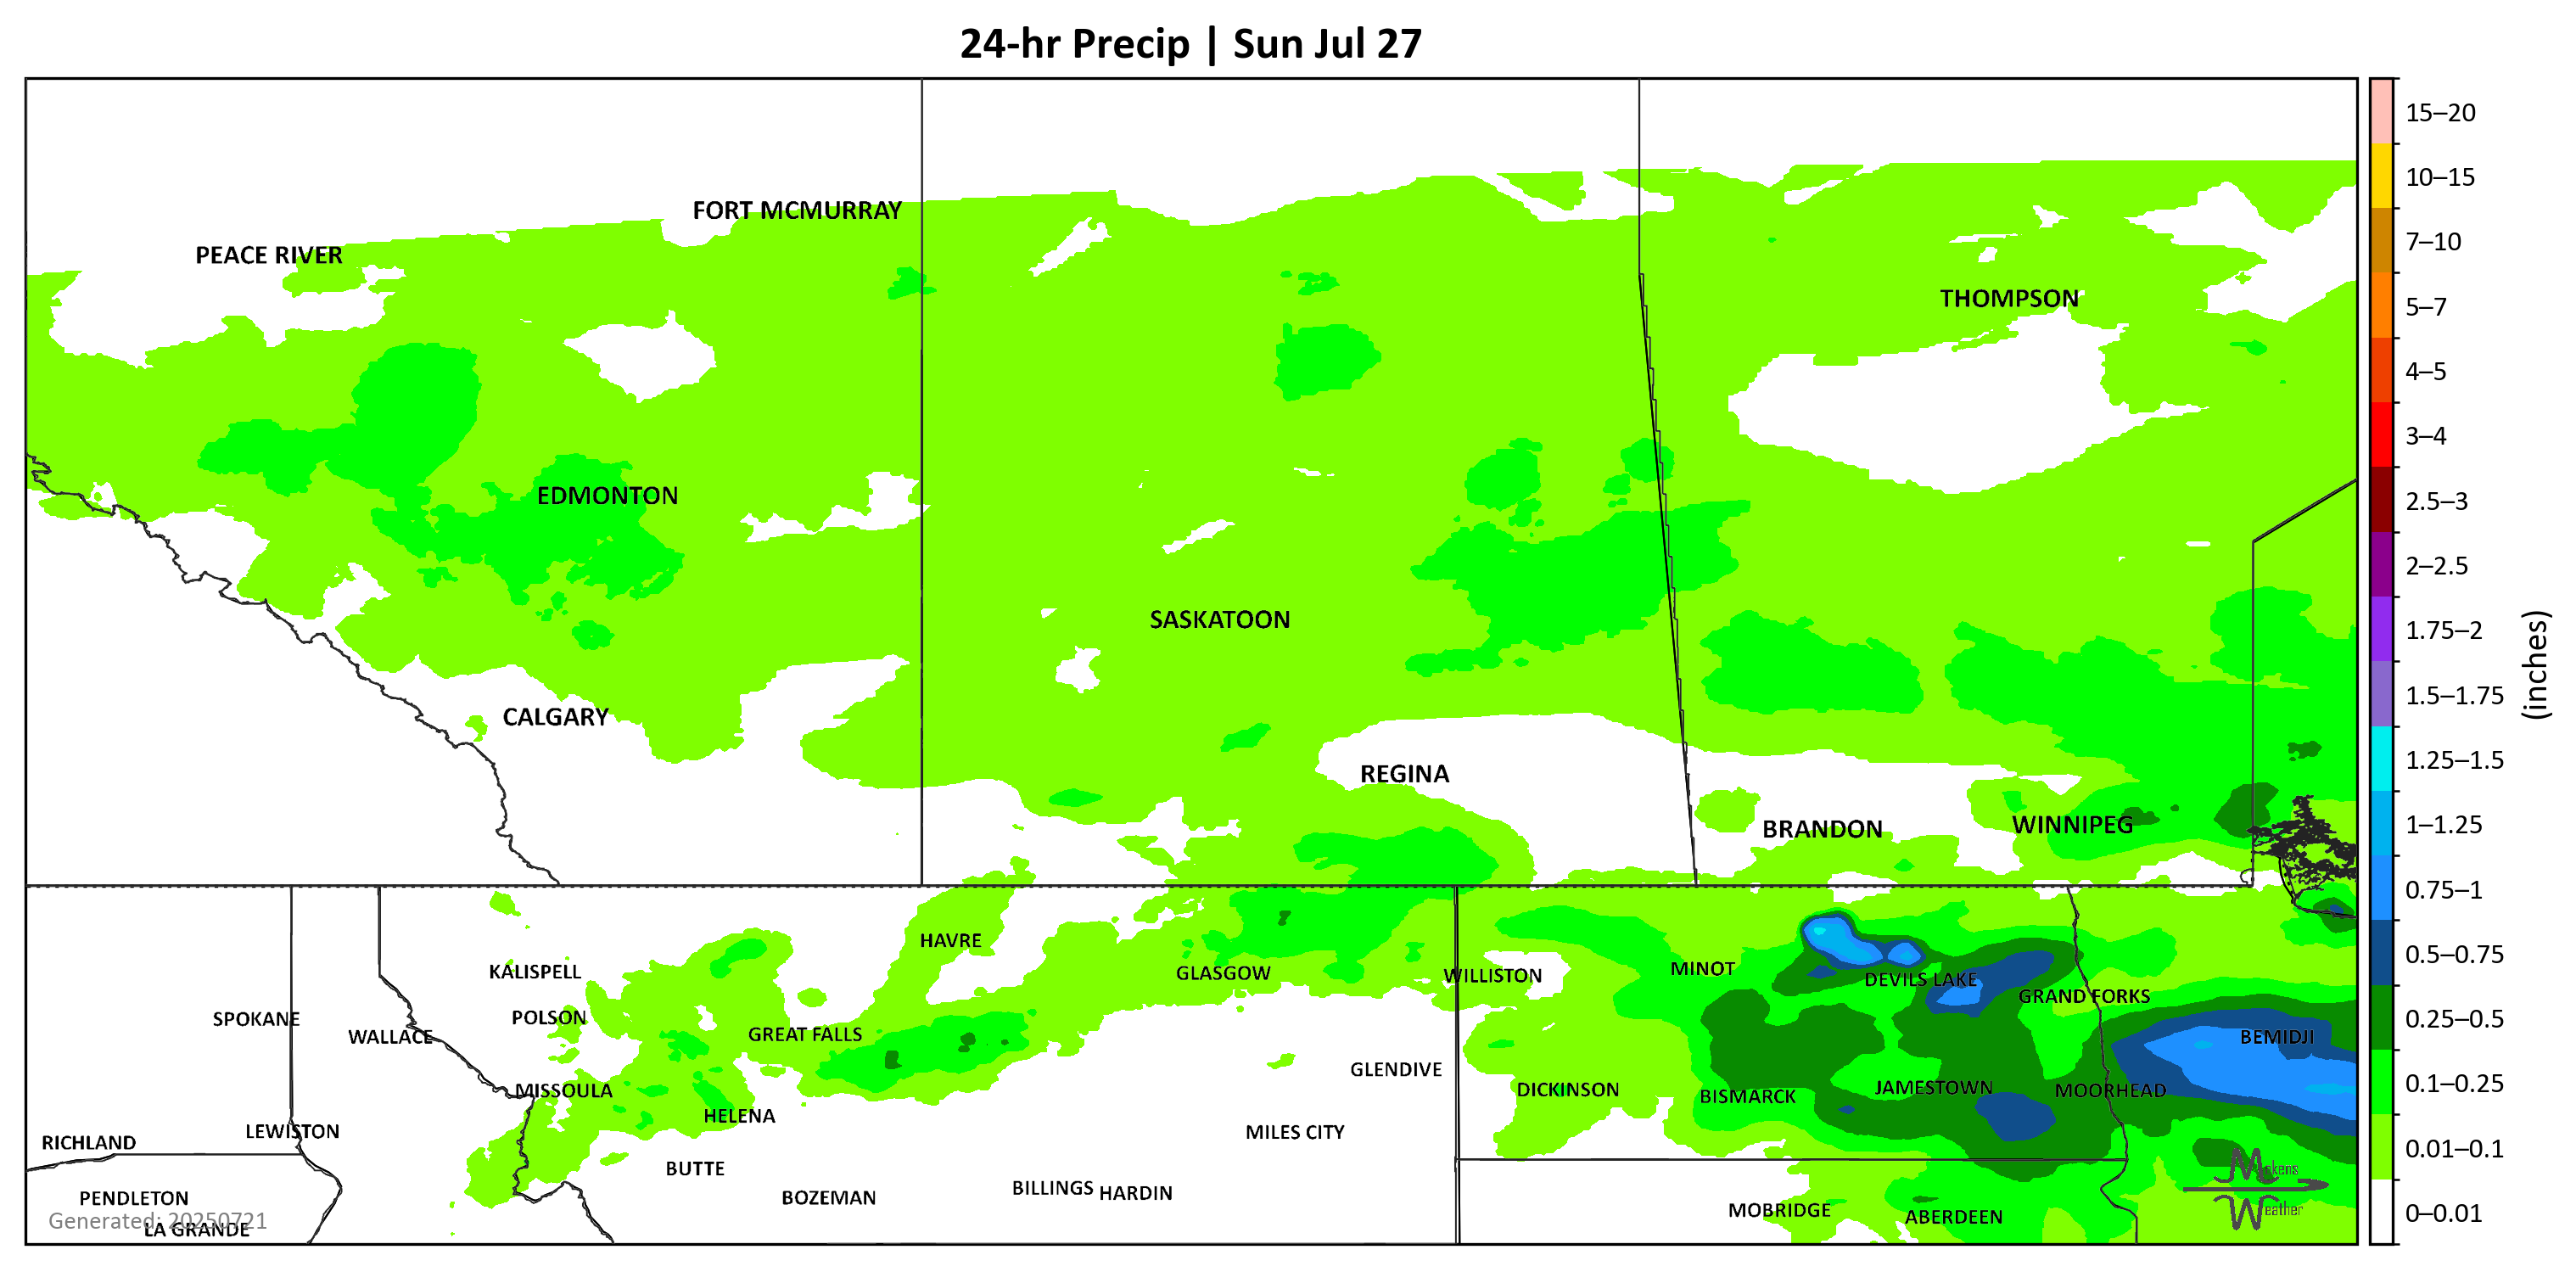 24-hr Precip | Sun Jul 27
FORT MCMURRAY
PEACE RIVER
THOMPSON
EDMONTON
SASKATOON
CALGARY
REGINA
BRANDON
WINNIPEG
HAVRE
KALISPELL
GLASGOW
WILLISTON
MINOT
DEVILS LAKE
GRAND FORKS
SPOKANE
WALLACE
POLSON
GREAT FALLS
BEMIDJI
GLENDIVE
MISSOULA
DICKINSON
BISMARCK
JAMESTOWN
MOORHEAD
HELENA
RICHLAND
LEWISTON
MILES CITY
BUTTE
BOZEMAN
BILLINGS
HARDIN
PENDLETON
MOBRIDGE
ABERDEEN
Generated: 20250721
LA GRANDE
Makens
Weather
15–20
10–15
7–10
5–7
4–5
3–4
2.5–3
2–2.5
1.75–2
1.5–1.75
1.25–1.5
1–1.25
0.75–1
0.5–0.75
0.25–0.5
0.1–0.25
0.01–0.1
0–0.01
(inches)